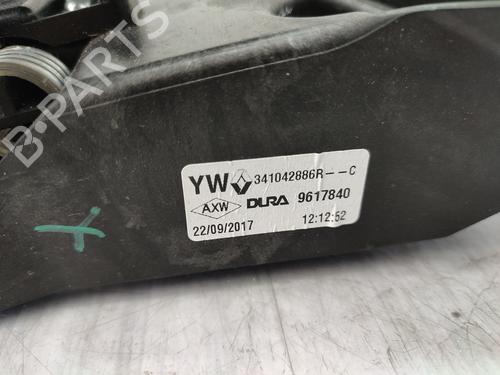 B-PARTS
YW 341042886R--C
AXW DURA 9617840
22/09/2017 12:12:52